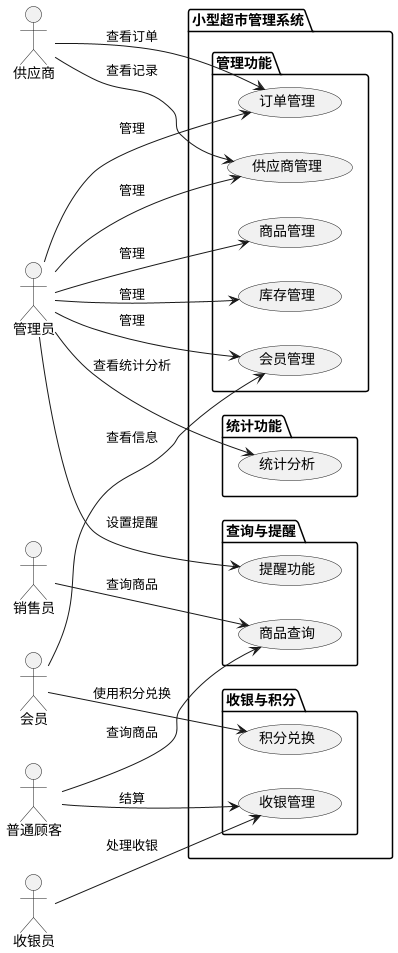 小型超市管理系统
查看订单
供应商
查看记录
管理功能
订单管理
管理
供应商管理
管理
商品管理
管理
管理员
管理
库存管理
管理
会员管理
查看统计分析
统计功能
查看信息
统计分析
设置提醒
查询与提醒
提醒功能
销售员
查询商品
商品查询
会员
使用积分兑换
收银与积分
查询商品
积分兑换
普通顾客
结算
收银管理
处理收银
收银员